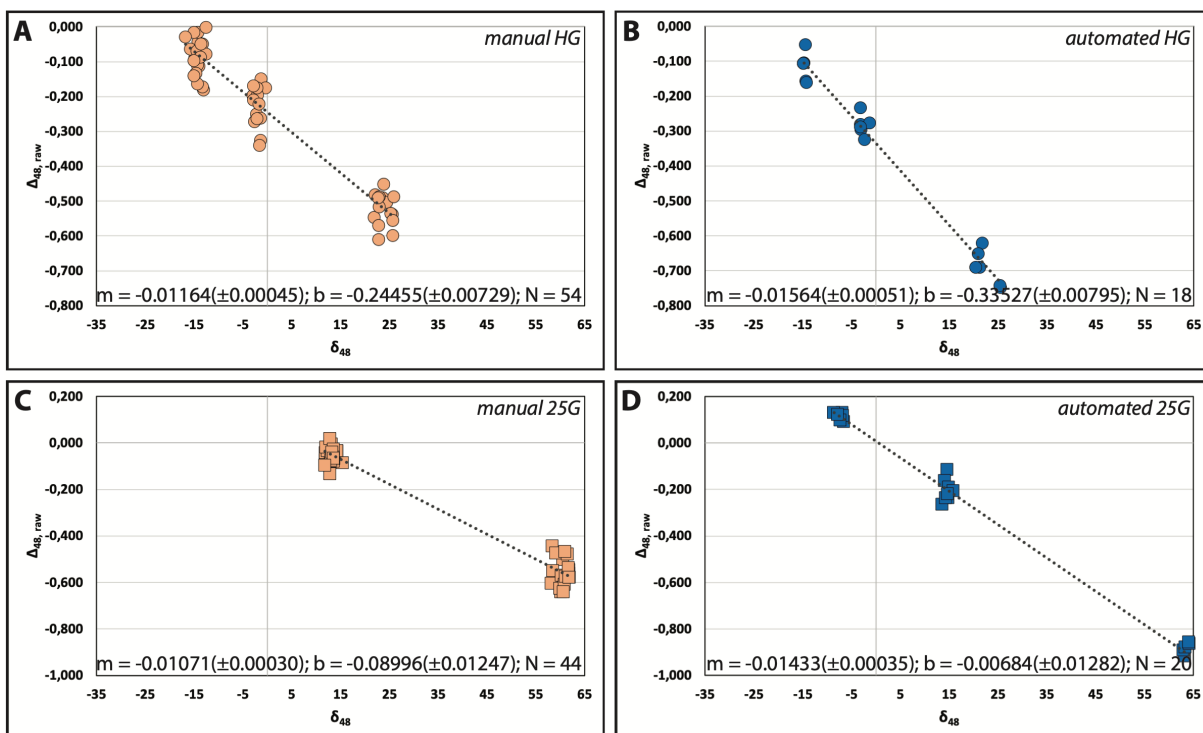 A
manual HG
0,000
-0,100
-0,200
-0,300
-0,400
-0,500
-0,600
-0,700
-0,800
Δ48, raw
m = -0.01164(±0.00045); b = -0.24455(±0.00729); N = 54
-35 -25 -15 -5 5 15 25 35 45 55 65
δ48
B
automated HG
0,000
-0,100
-0,200
-0,300
-0,400
-0,500
-0,600
-0,700
-0,800
Δ48, raw
m = -0.01564(±0.00051); b = -0.33527(±0.00795); N = 18
-35 -25 -15 -5 5 15 25 35 45 55 65
δ48
C
manual 25G
0,200
0,000
-0,200
-0,400
-0,600
-0,800
-1,000
Δ48, raw
m = -0.01071(±0.00030); b = -0.08996(±0.01247); N = 44
-35 -25 -15 -5 5 15 25 35 45 55 65
δ48
D
automated 25G
0,200
0,000
-0,200
-0,400
-0,600
-0,800
-1,000
Δ48, raw
m = -0.01433(±0.00035); b = -0.00684(±0.01282); N = 20
-35 -25 -15 -5 5 15 25 35 45 55 65
δ48